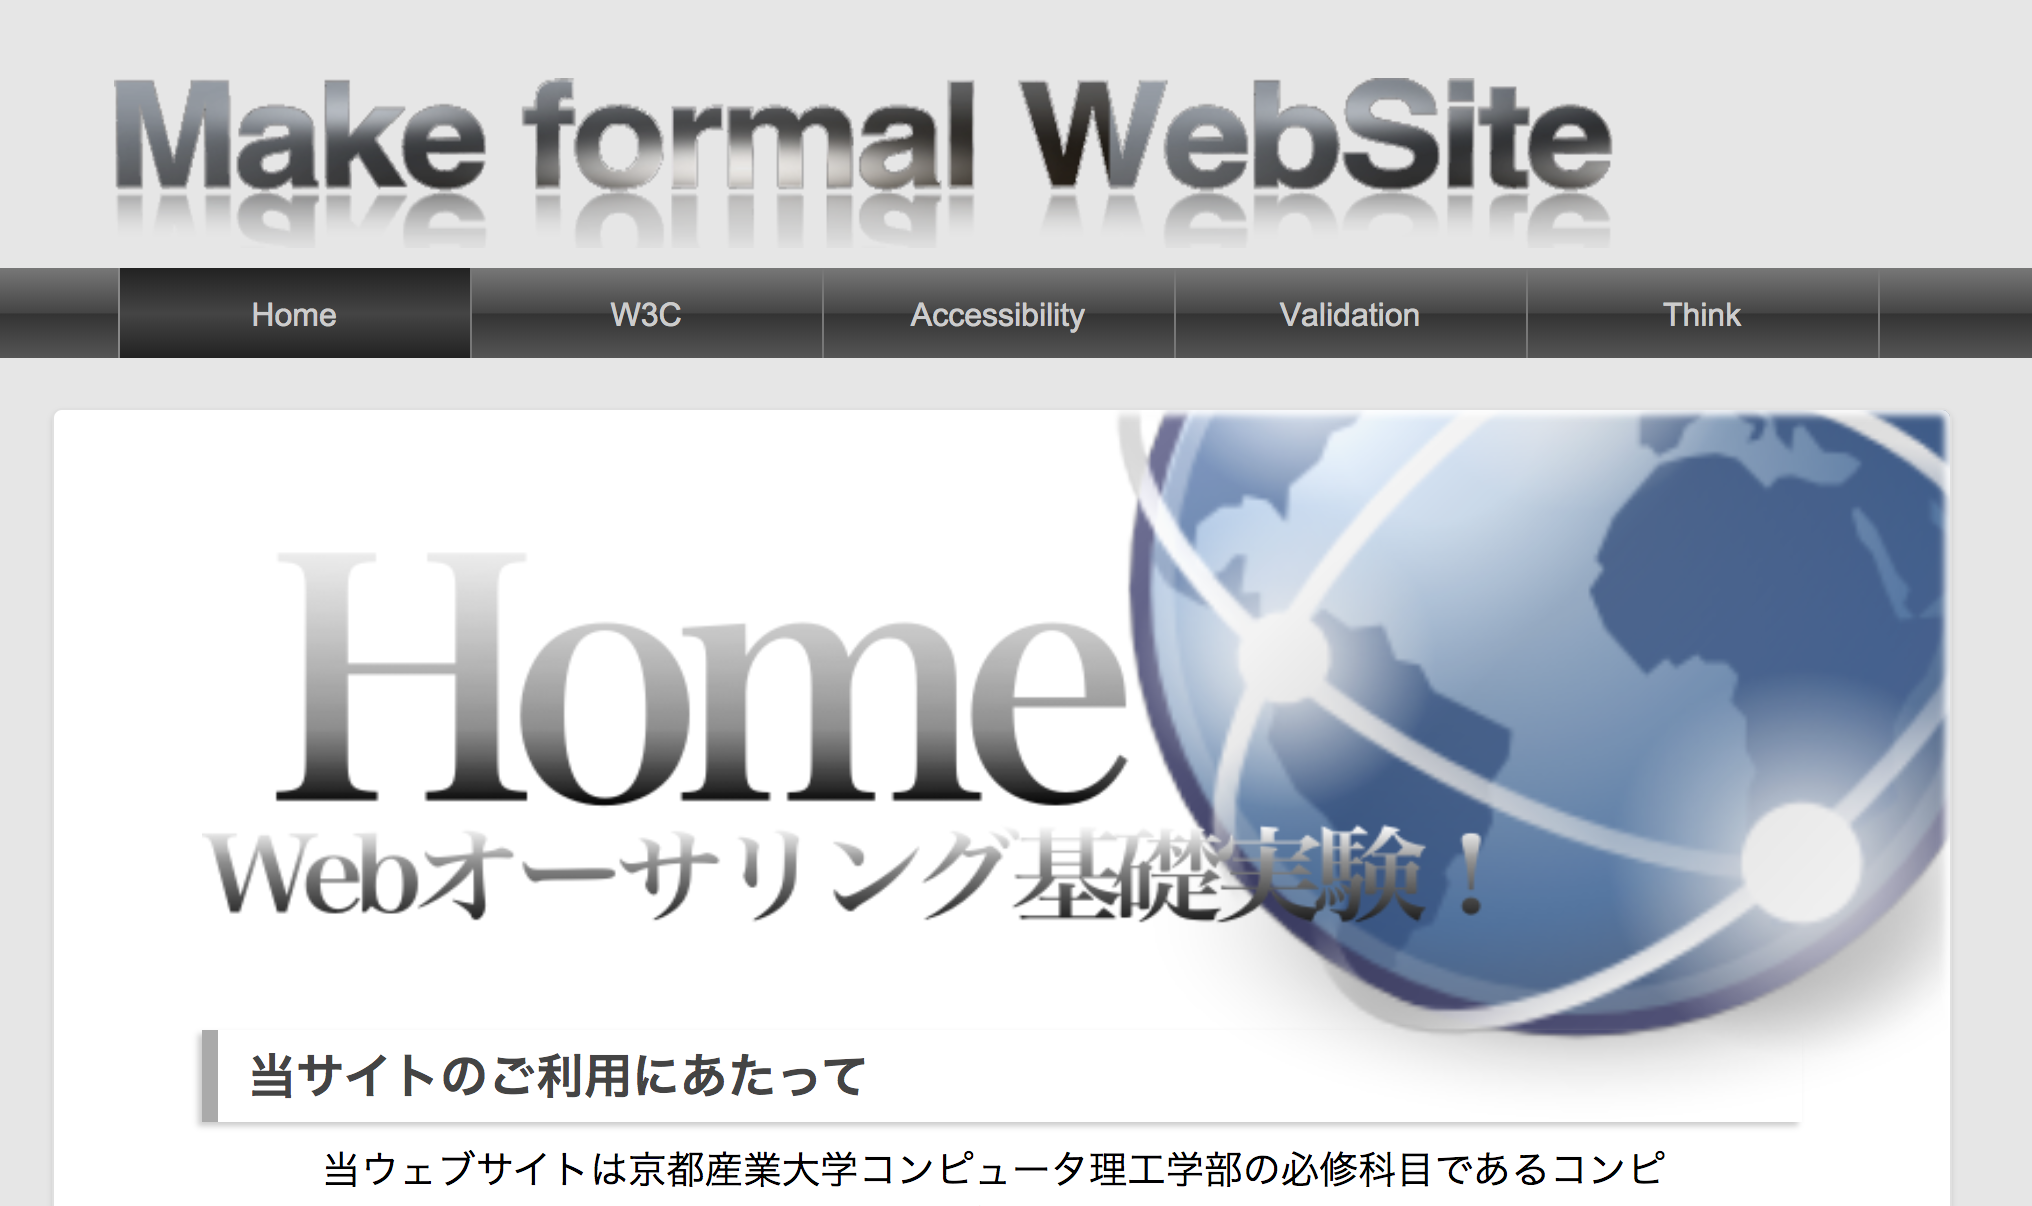 Make formal WebSite
Home W3C Accessibility Validation Think
Home
Webオーサリング基礎実験！
当サイトのご利用にあたって
当ウェブサイトは京都産業大学コンピュータ理工学部の必修科目であるコンピ